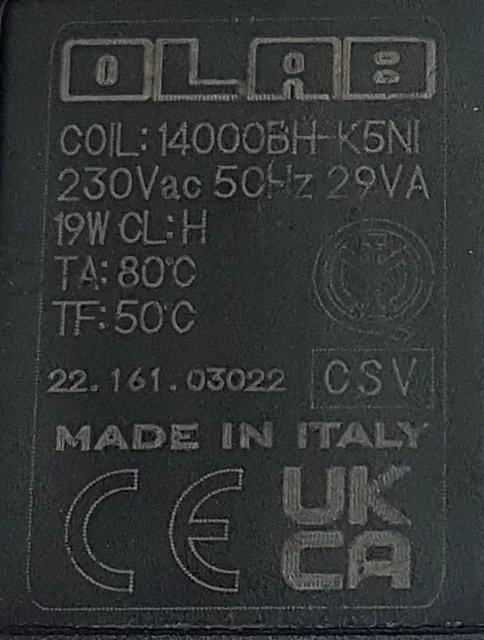 OLAB
COIL: 14000BH-K5NI
230Vac 50Hz 29VA
19W CL:H
TA: 80°C
TF: 50°C
22.161.03022 CSV
MADE IN ITALY
CE UK
CA